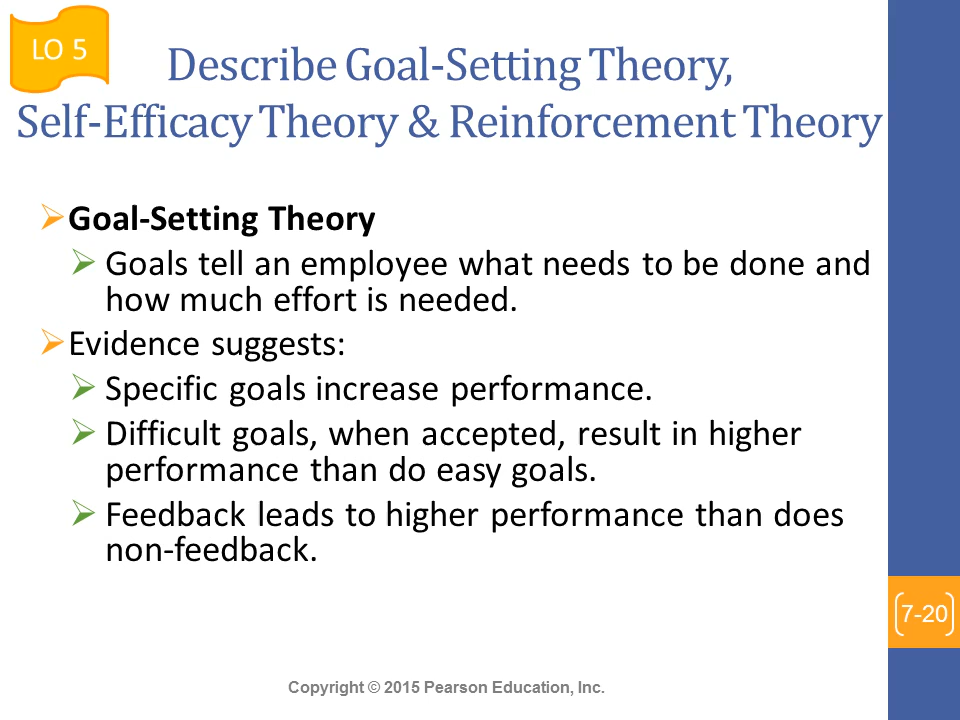 LO 5
Describe Goal-Setting Theory,
Self-Efficacy Theory & Reinforcement Theory
Goal-Setting Theory
Goals tell an employee what needs to be done and
how much effort is needed.
Evidence suggests:
Specific goals increase performance.
Difficult goals, when accepted, result in higher
performance than do easy goals.
Feedback leads to higher performance than does
non-feedback.
7-20
Copyright © 2015 Pearson Education, Inc.